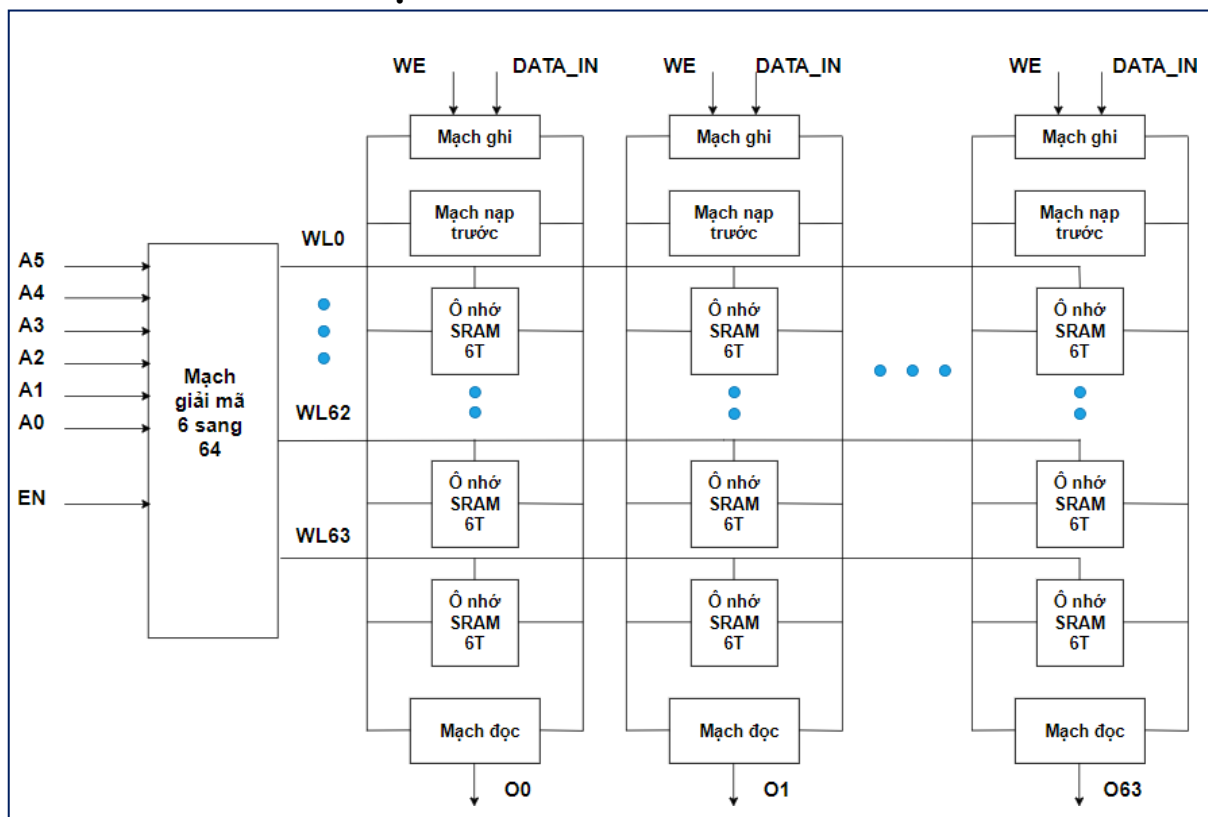 WE DATA_IN WE DATA_IN WE DATA_IN
Mạch ghi Mạch ghi Mạch ghi
Mạch nạp trước Mạch nạp trước Mạch nạp trước
WL0
A5
A4
A3
A2
A1
A0
EN
Mạch
giải mã
6 sang
64
Ô nhớ SRAM 6T Ô nhớ SRAM 6T Ô nhớ SRAM 6T
WL62
Ô nhớ SRAM 6T Ô nhớ SRAM 6T Ô nhớ SRAM 6T
WL63
Ô nhớ SRAM 6T Ô nhớ SRAM 6T Ô nhớ SRAM 6T
Mạch đọc Mạch đọc Mạch đọc
O0 O1 O63